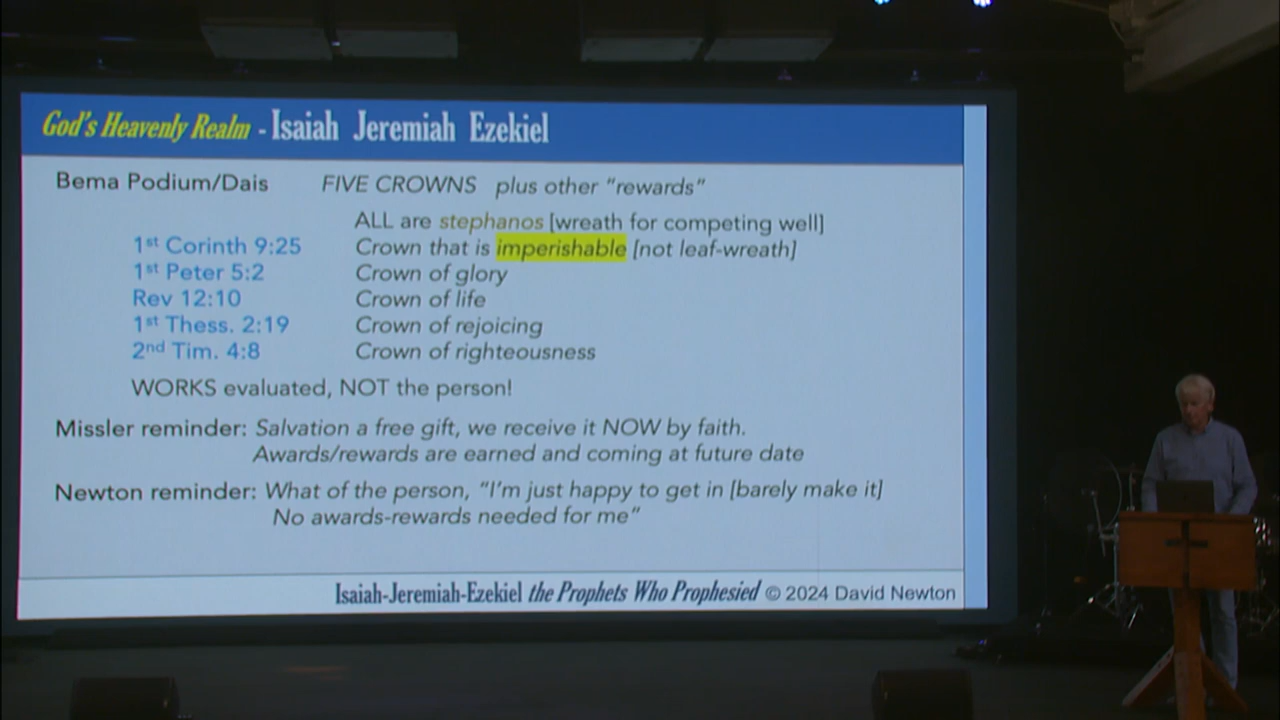 God's Heavenly Realm - Isaiah Jeremiah Ezekiel
Bema Podium/Dais FIVE CROWNS plus other "rewards"
ALL are stephanos [wreath for competing well]
1st Corinth 9:25 Crown that is imperishable [not leaf-wreath]
1st Peter 5:2 Crown of glory
Rev 12:10 Crown of life
1st Thess. 2:19 Crown of rejoicing
2nd Tim. 4:8 Crown of righteousness
WORKS evaluated, NOT the person!
Missler reminder: Salvation a free gift, we receive it NOW by faith.
Awards/rewards are earned and coming at future date
Newton reminder: What of the person, "I'm just happy to get in [barely make it]
No awards-rewards needed for me"
Isaiah-Jeremiah-Ezekiel the Prophets Who Prophesied © 2024 David Newton